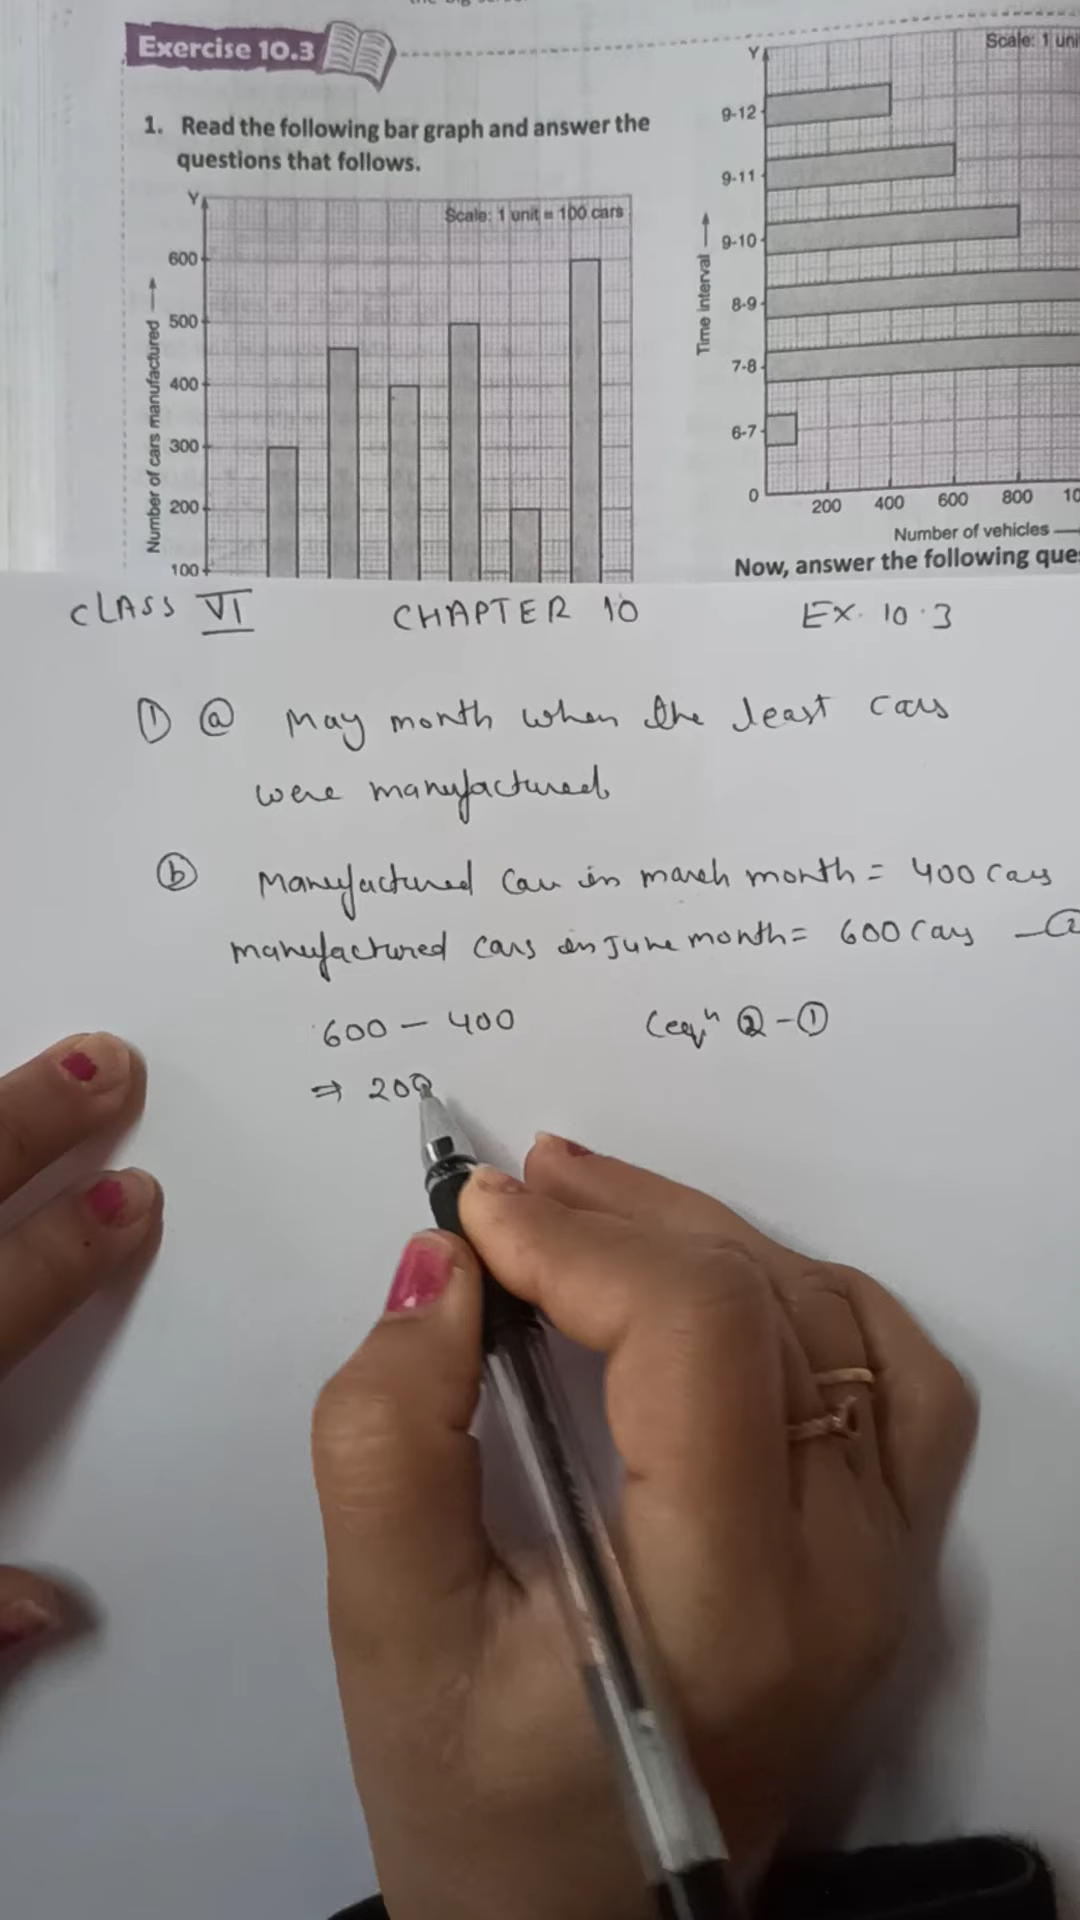 Exercise 10.3
1. Read the following bar graph and answer the
questions that follows.
Y
Scale: 1 unit = 100 cars
600
500
400
300
200
100
Number of cars manufactured
Y
Scale: 1
9-12
9-11
9-10
8-9
7-8
6-7
Time interval
0
200
400
600
800
10
Number of vehicles
Now, answer the following
CLASS VI CHAPTER 10 EX. 10.3
① ⓐ May month when the least cars
were manufactured
ⓑ Manufactured car in march month = 400 cars
manufactured cars in June month = 600 cars —
600 – 400 (eqⁿ ② – ①
⇒ 200